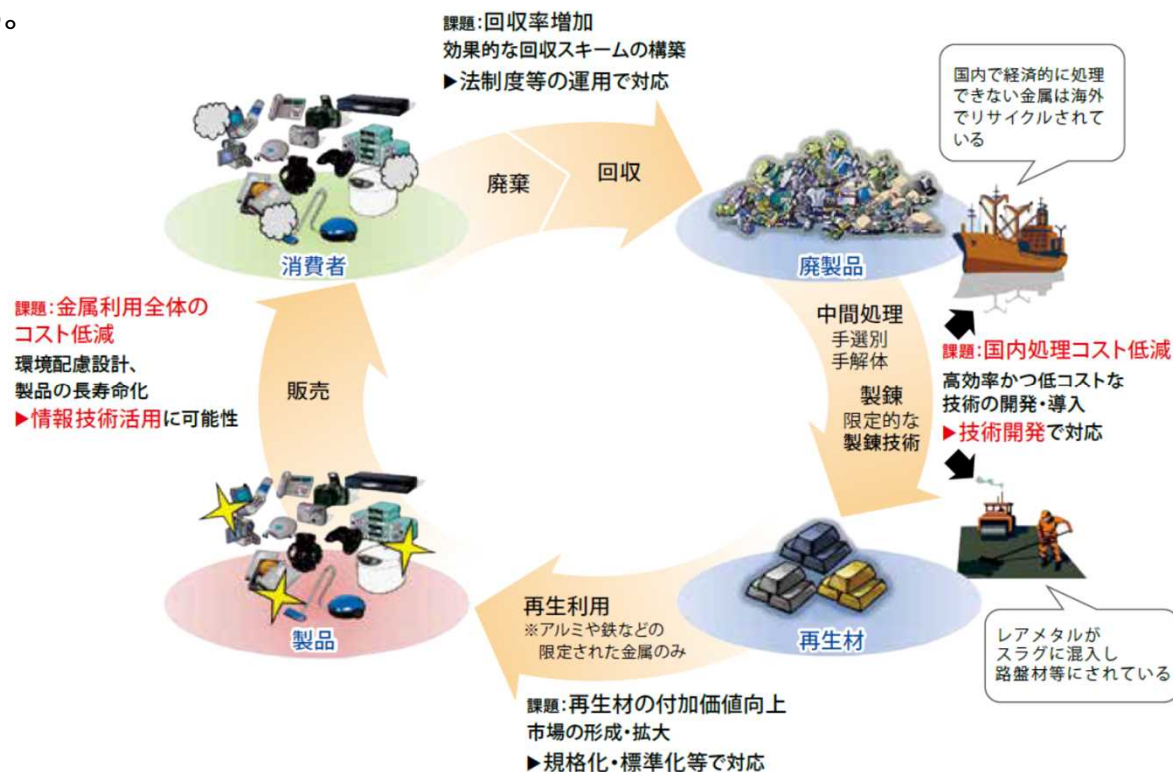 。
課題:回収率増加
効果的な回収スキームの構築
▶法制度等の運用で対応
国内で経済的に処理
できない金属は海外
でリサイクルされて
いる
廃棄
回収
消費者
廃製品
課題:金属利用全体の
コスト低減
環境配慮設計、
製品の長寿命化
▶情報技術活用に可能性
販売
中間処理
手選別
手解体
製錬
限定的な
製錬技術
課題:国内処理コスト低減
高効率かつ低コストな
技術の開発・導入
▶技術開発で対応
製品
再生利用
※アルミや鉄などの
限定された金属のみ
再生材
レアメタルが
スラグに混入し
路盤材等にされている
課題:再生材の付加価値向上
市場の形成・拡大
▶規格化・標準化等で対応